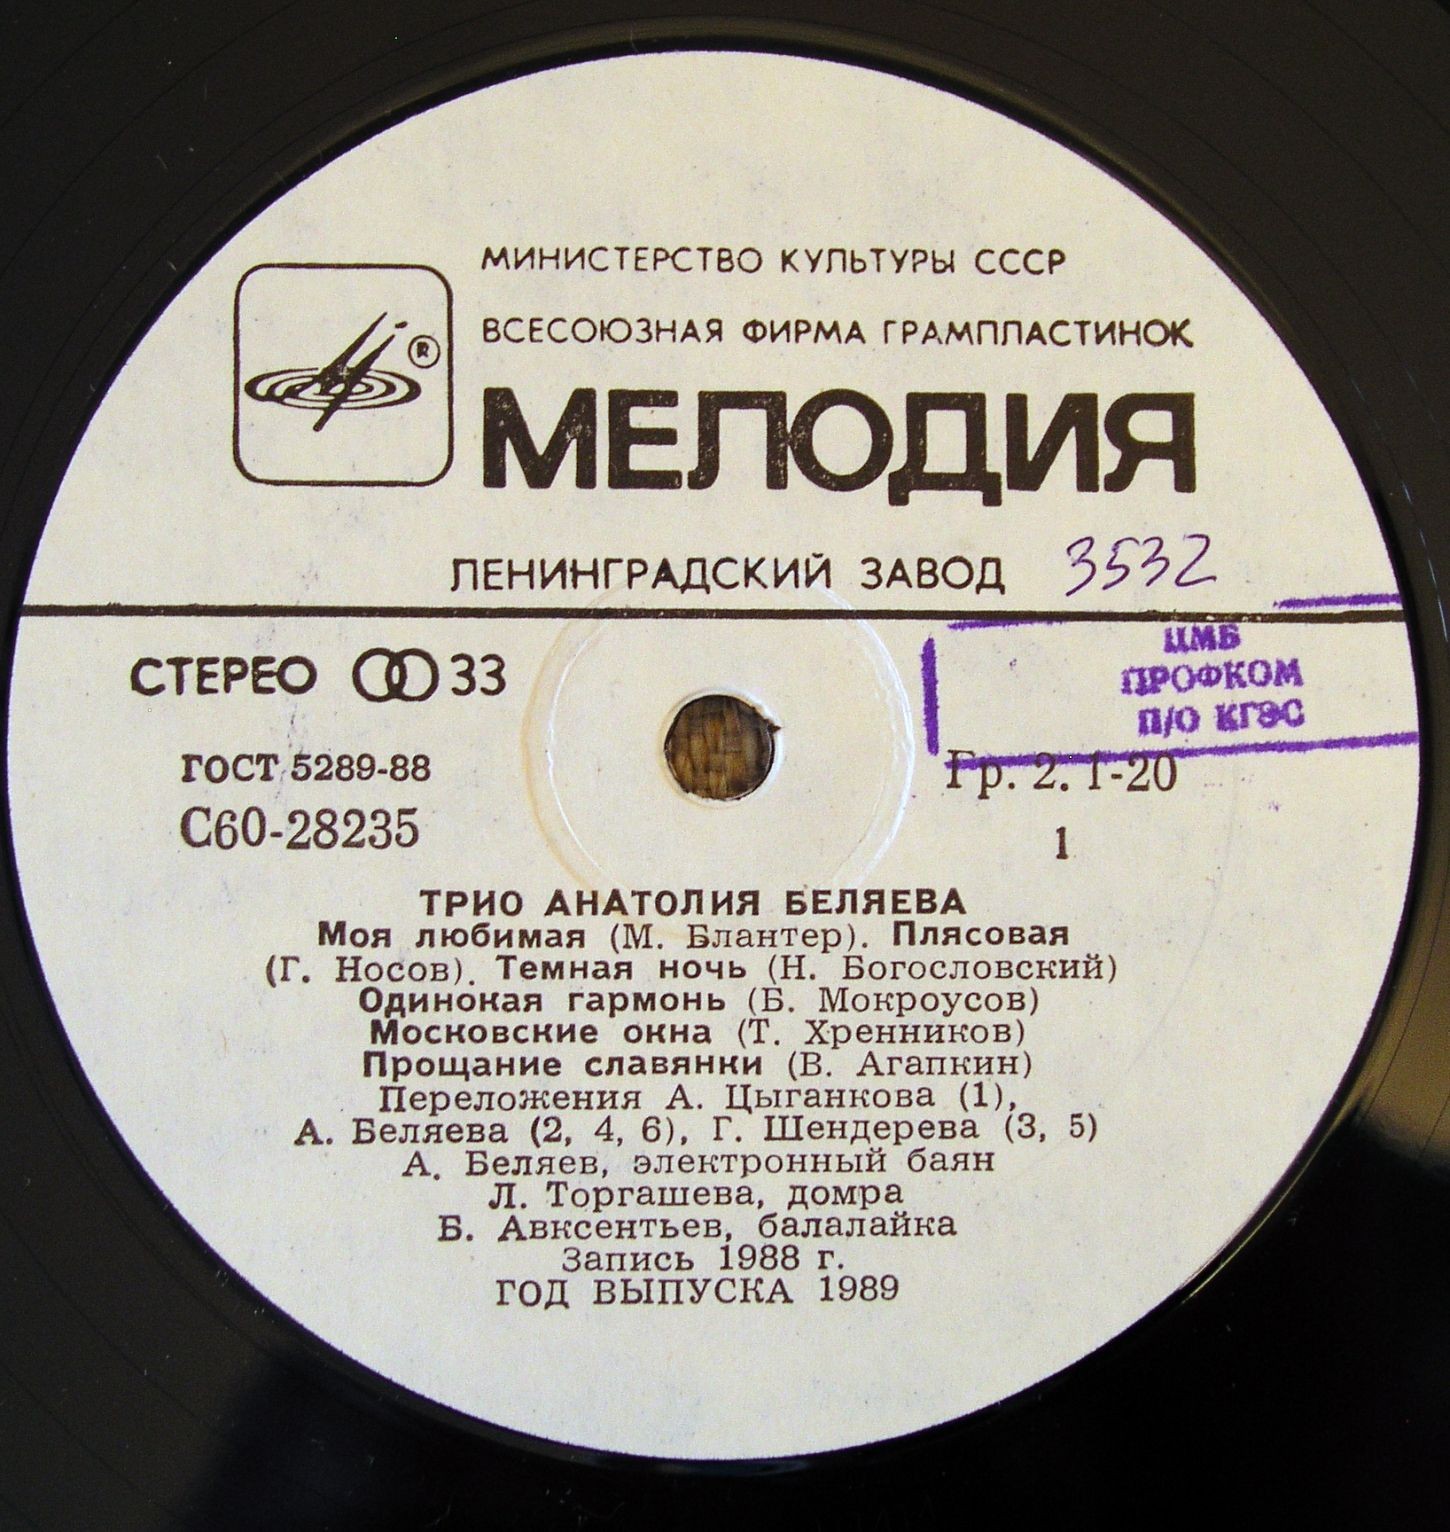 МИНИСТЕРСТВО КУЛЬТУРЫ СССР
ВСЕСОЮЗНАЯ ФИРМА ГРАМПЛАСТИНОК
®
МЕЛОДИЯ
ЛЕНИНГРАДСКИЙ ЗАВОД 3532
ЦМБ
ПРОФКОМ
П/О КГЭС
СТЕРЕО 33
ГОСТ 5289-88
Гр. 2. 1-20
С60-28235
1
ТРИО АНАТОЛИЯ БЕЛЯЕВА
Моя любимая (М. Блантер). Плясовая
(Г. Носов). Темная ночь (Н. Богословский)
Одинокая гармонь (Б. Мокроусов)
Московские окна (Т. Хренников)
Прощание славянки (В. Агапкин)
Переложения А. Цыганкова (1),
А. Беляева (2, 4, 6), Г. Шендерева (3, 5)
А. Беляев, электронный баян
Л. Торгашева, домра
Б. Авксентьев, балалайка
Запись 1988 г.
ГОД ВЫПУСКА 1989